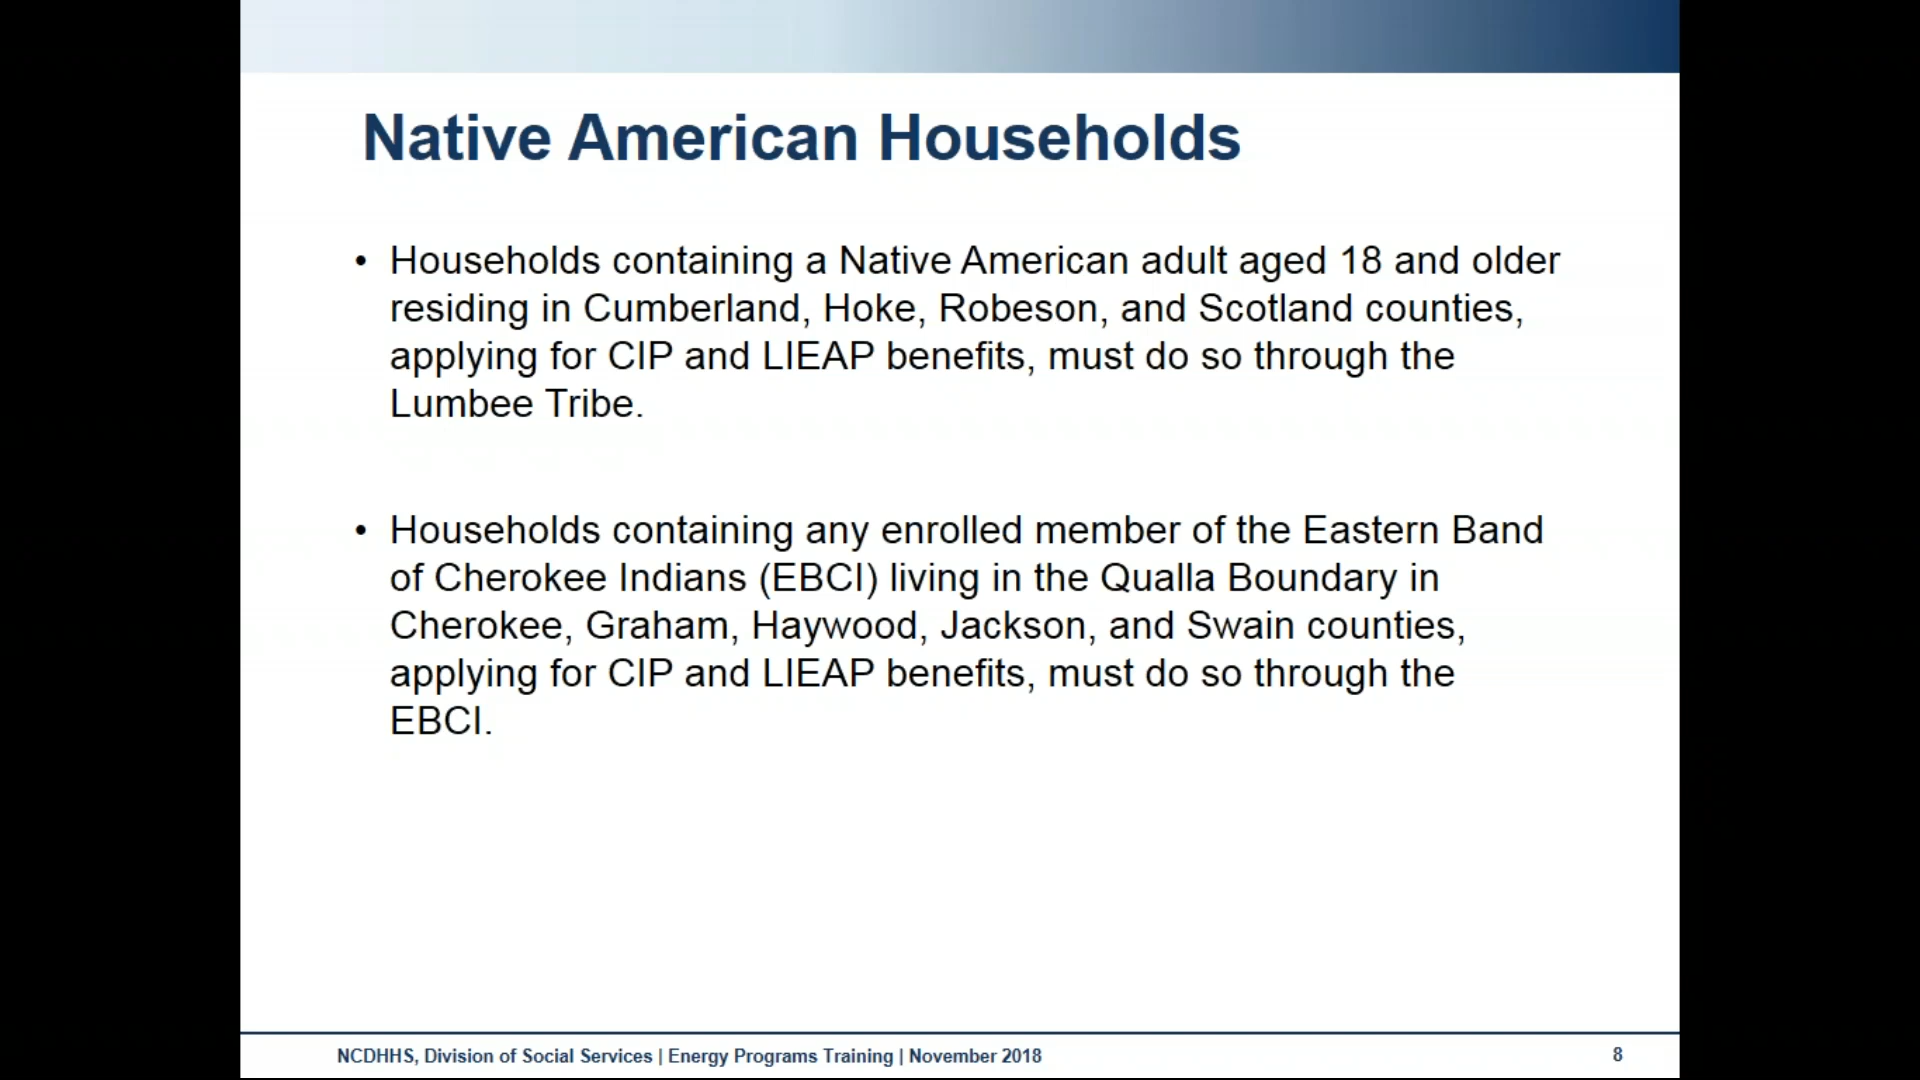 Native American Households
• Households containing a Native American adult aged 18 and older
residing in Cumberland, Hoke, Robeson, and Scotland counties,
applying for CIP and LIEAP benefits, must do so through the
Lumbee Tribe.
• Households containing any enrolled member of the Eastern Band
of Cherokee Indians (EBCI) living in the Qualla Boundary in
Cherokee, Graham, Haywood, Jackson, and Swain counties,
applying for CIP and LIEAP benefits, must do so through the
EBCI.
NCDHHS, Division of Social Services | Energy Programs Training | November 2018
8